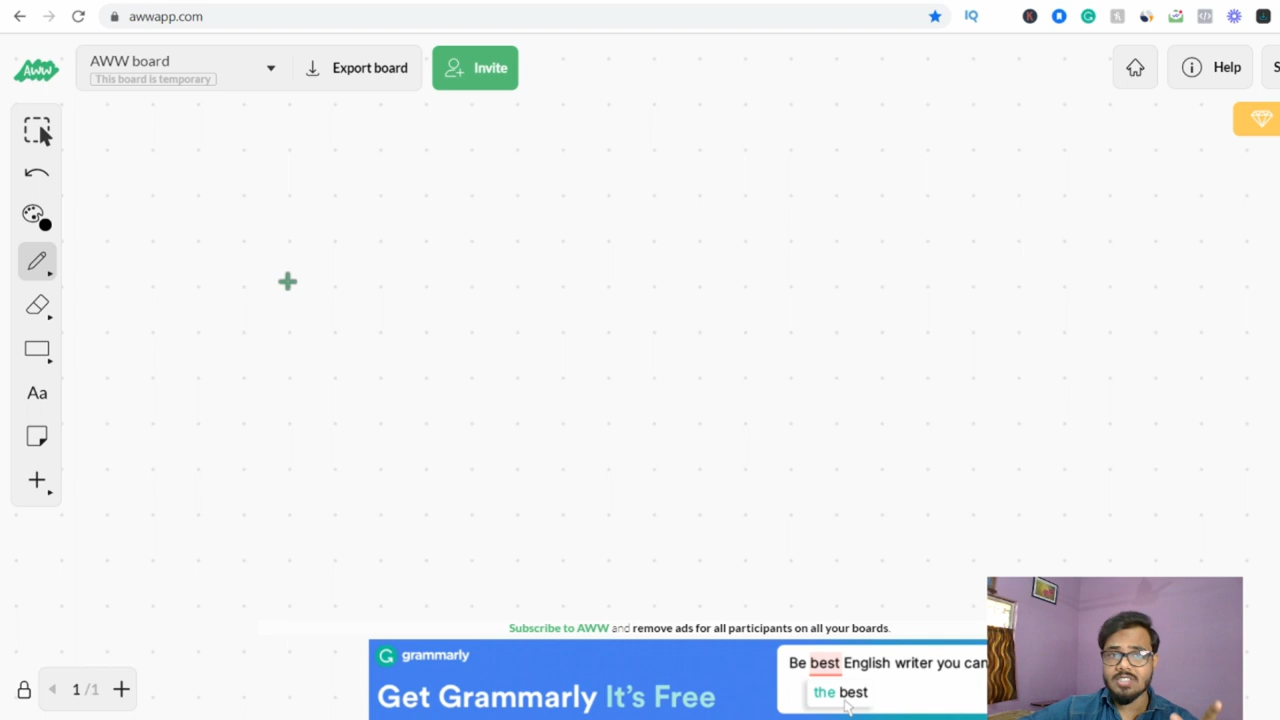 awwapp.com
IQ
AWW
AWW board
This board is temporary
Export board
Invite
Help
S
Aa
Subscribe to AWW and remove ads for all participants on all your boards.
grammarly
Get Grammarly It's Free
Be best English writer you can
the best
1 /1